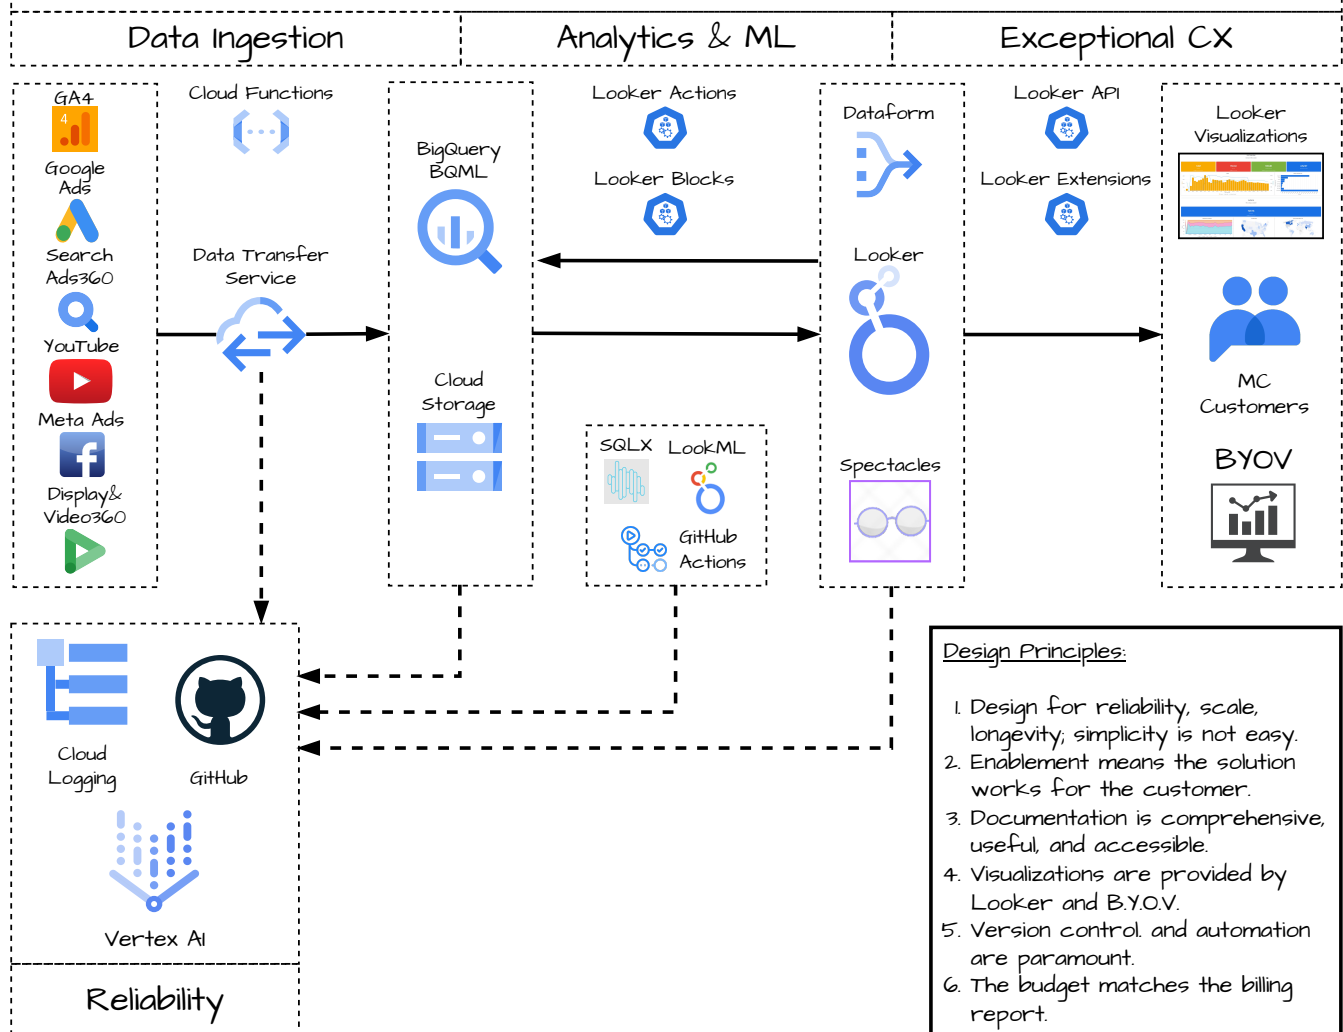 Data Ingestion
Analytics & ML
Exceptional CX
GA4
4
Google
Ads
Search
Ads360
YouTube
Meta Ads
Display&
Video360
Cloud Functions
Data Transfer
Service
BigQuery
BQML
Cloud
Storage
Looker Actions
Looker Blocks
SQLX
LookML
GitHub
Actions
Dataform
Looker
Spectacles
Looker API
Looker Extensions
Looker
Visualizations
MC
Customers
BYOV
Cloud
Logging
GitHub
Vertex AI
Reliability
Design Principles:
1. Design for reliability, scale,
longevity; simplicity is not easy.
2. Enablement means the solution
works for the customer.
3. Documentation is comprehensive,
useful, and accessible.
4. Visualizations are provided by
Looker and B.Y.O.V.
5. Version control. and automation
are paramount.
6. The budget matches the billing
report.